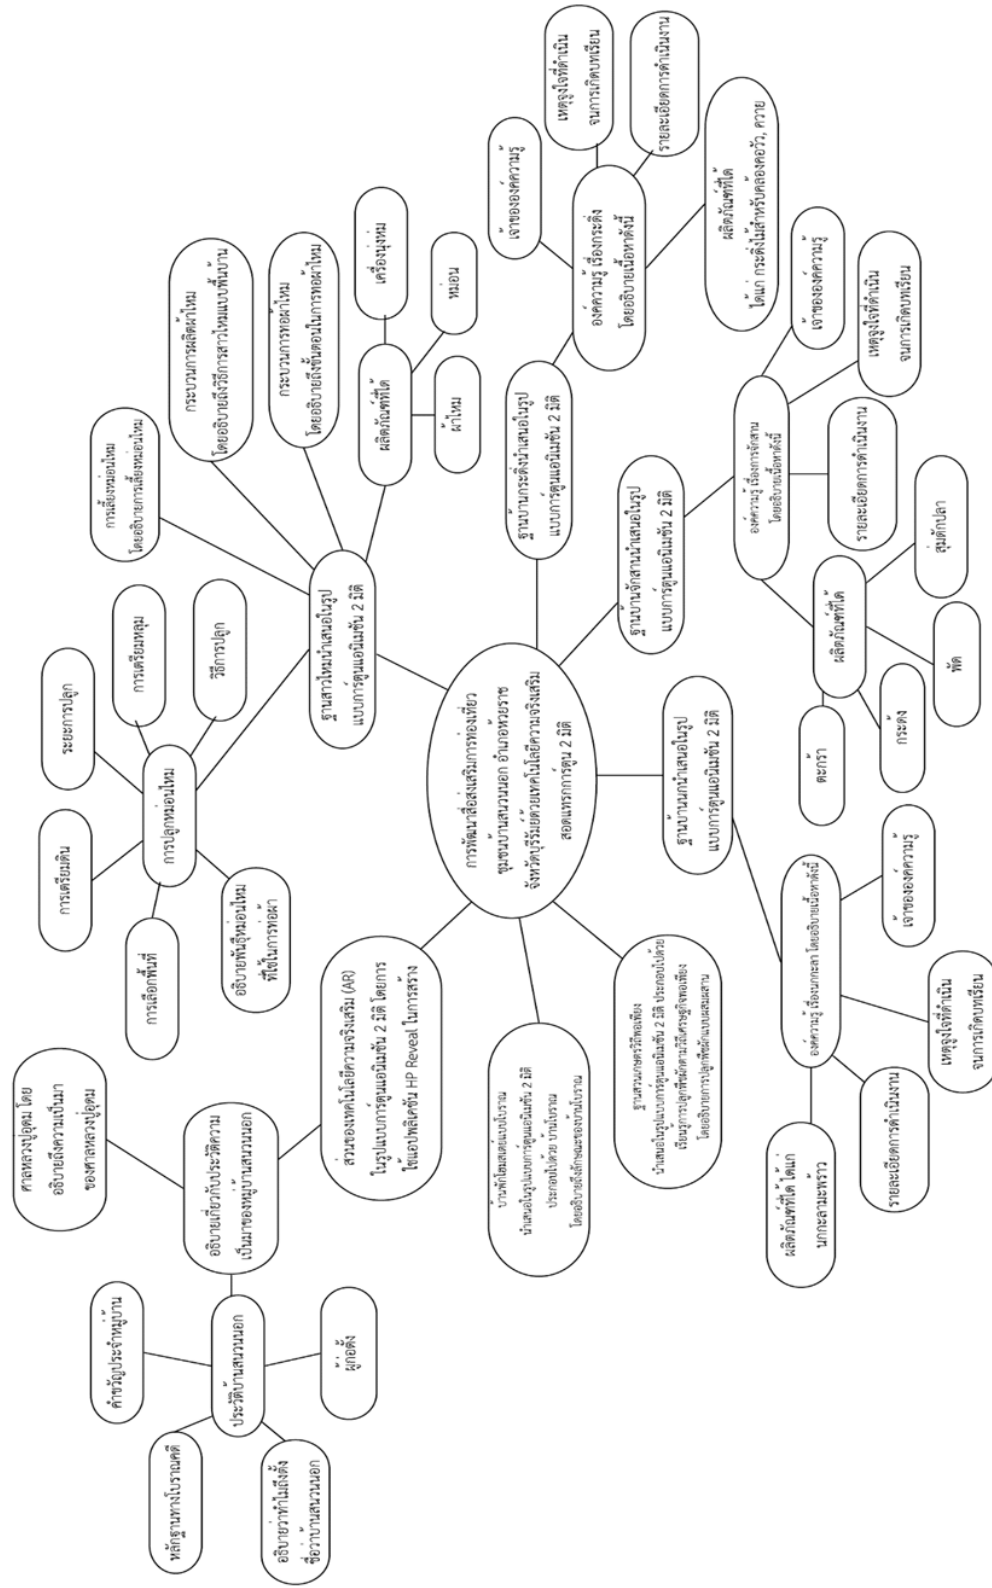 การพัฒนาสื่อส่งเสริมการท่องเที่ยว
ชุมชนบ้านสนวนนอก อำเภอห้วยราช
จังหวัดบุรีรัมย์ด้วยเทคโนโลยีความจริงเสริม
สอดแทรกการ์ตูน 2 มิติ
ส่วนของเทคโนโลยีความจริงเสริม (AR)
ในรูปแบบการ์ตูนแอนิเมชัน 2 มิติ โดยการ
ใช้แอปพลิเคชัน HP Reveal ในการสร้าง
อธิบายเกี่ยวกับประวัติความ
เป็นมาของหมู่บ้านสนวนนอก
ศาลหลวงปู่อุดม โดย
อธิบายถึงความเป็นมา
ของศาลหลวงปู่อุดม
ประวัติบ้านสนวนนอก
คำขวัญประจำหมู่บ้าน
หลักฐานทางโบราณคดี
อธิบายว่าทำไมถึงตั้ง
ชื่อว่าบ้านสนวนนอก
ผู้ก่อตั้ง
ฐานสาวไหมนำเสนอในรูป
แบบการ์ตูนแอนิเมชัน 2 มิติ
การปลูกหม่อนไหม
การเลือกพื้นที่
การเตรียมดิน
ระยะการปลูก
การเตรียมหลุม
วิธีการปลูก
อธิบายพันธุ์หม่อนไหม
ที่ใช้ในการทอผ้า
การเลี้ยงหม่อนไหม
โดยอธิบายการเลี้ยงหม่อนไหม
กระบวนการผลิตผ้าไหม
โดยอธิบายถึงวิธีการสาวไหมแบบพื้นบ้าน
กระบวนการทอผ้าไหม
โดยอธิบายถึงขั้นตอนในการทอผ้าไหม
ผลิตภัณฑ์ที่ได้
เครื่องนุ่งห่ม
หมอน
ผ้าไหม
ฐานบ้านกระดิ่งนำเสนอในรูป
แบบการ์ตูนแอนิเมชัน 2 มิติ
องค์ความรู้ เรื่องกระดิ่ง
โดยอธิบายเนื้อหาดังนี้
เจ้าขององค์ความรู้
เหตุจูงใจที่ดำเนิน
จนการเกิดบทเรียน
รายละเอียดการดำเนินงาน
ผลิตภัณฑ์ที่ได้
ได้แก่ กระดิ่งไม้สำหรับคล้องคอวัว, ควาย
ฐานบ้านจักสานนำเสนอในรูป
แบบการ์ตูนแอนิเมชัน 2 มิติ
องค์ความรู้ เรื่องการจักสาน
โดยอธิบายเนื้อหาดังนี้
เจ้าขององค์ความรู้
เหตุจูงใจที่ดำเนิน
จนการเกิดบทเรียน
รายละเอียดการดำเนินงาน
ผลิตภัณฑ์ที่ได้
สุ่มดักปลา
พัด
กระด้ง
ตะกร้า
ฐานบ้านนกนำเสนอในรูป
แบบการ์ตูนแอนิเมชัน 2 มิติ
องค์ความรู้ เรื่องนกกะลา โดยอธิบายเนื้อหาดังนี้
เจ้าขององค์ความรู้
เหตุจูงใจที่ดำเนิน
จนการเกิดบทเรียน
รายละเอียดการดำเนินงาน
ผลิตภัณฑ์ที่ได้ ได้แก่
นกกะลามะพร้าว
ฐานสวนเกษตรวิถีพอเพียง
นำเสนอในรูปแบบการ์ตูนแอนิเมชัน 2 มิติ ประกอบไปด้วย
เรียนรู้การปลูกพืชผักตามวิถีเศรษฐกิจพอเพียง
โดยอธิบายการปลูกพืชผักแบบผสมผสาน
บ้านพักโฮมสเตย์แบบโบราณ
นำเสนอในรูปแบบการ์ตูนแอนิเมชัน 2 มิติ
ประกอบไปด้วย บ้านโบราณ
โดยอธิบายถึงลักษณะของบ้านโบราณ